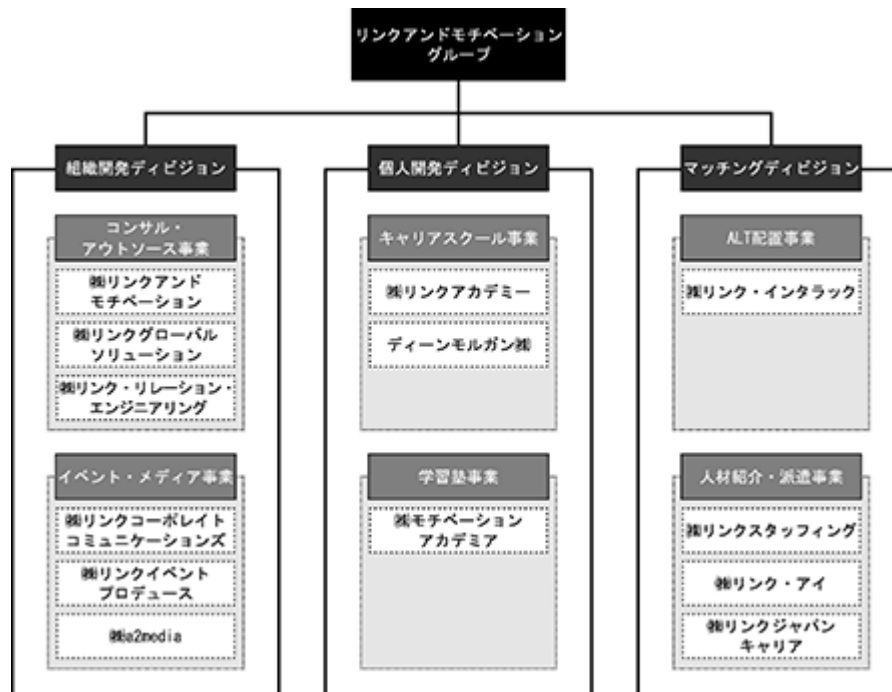 リンクアンドモチベーション
グループ
組織開発ディビジョン
コンサル・
アウトソース事業
㈱リンクアンド
モチベーション
㈱リンクグローバル
ソリューション
㈱リンク・リレーション・
エンジニアリング
イベント・メディア事業
㈱リンクコーポレイト
コミュニケーションズ
㈱リンクイベント
プロデュース
㈱a2media
個人開発ディビジョン
キャリアスクール事業
㈱リンクアカデミー
ディーンモルガン㈱
学習塾事業
㈱モチベーション
アカデミア
マッチングディビジョン
ALT配置事業
㈱リンク・インタラック
人材紹介・派遣事業
㈱リンクスタッフィング
㈱リンク・アイ
㈱リンクジャパン
キャリア